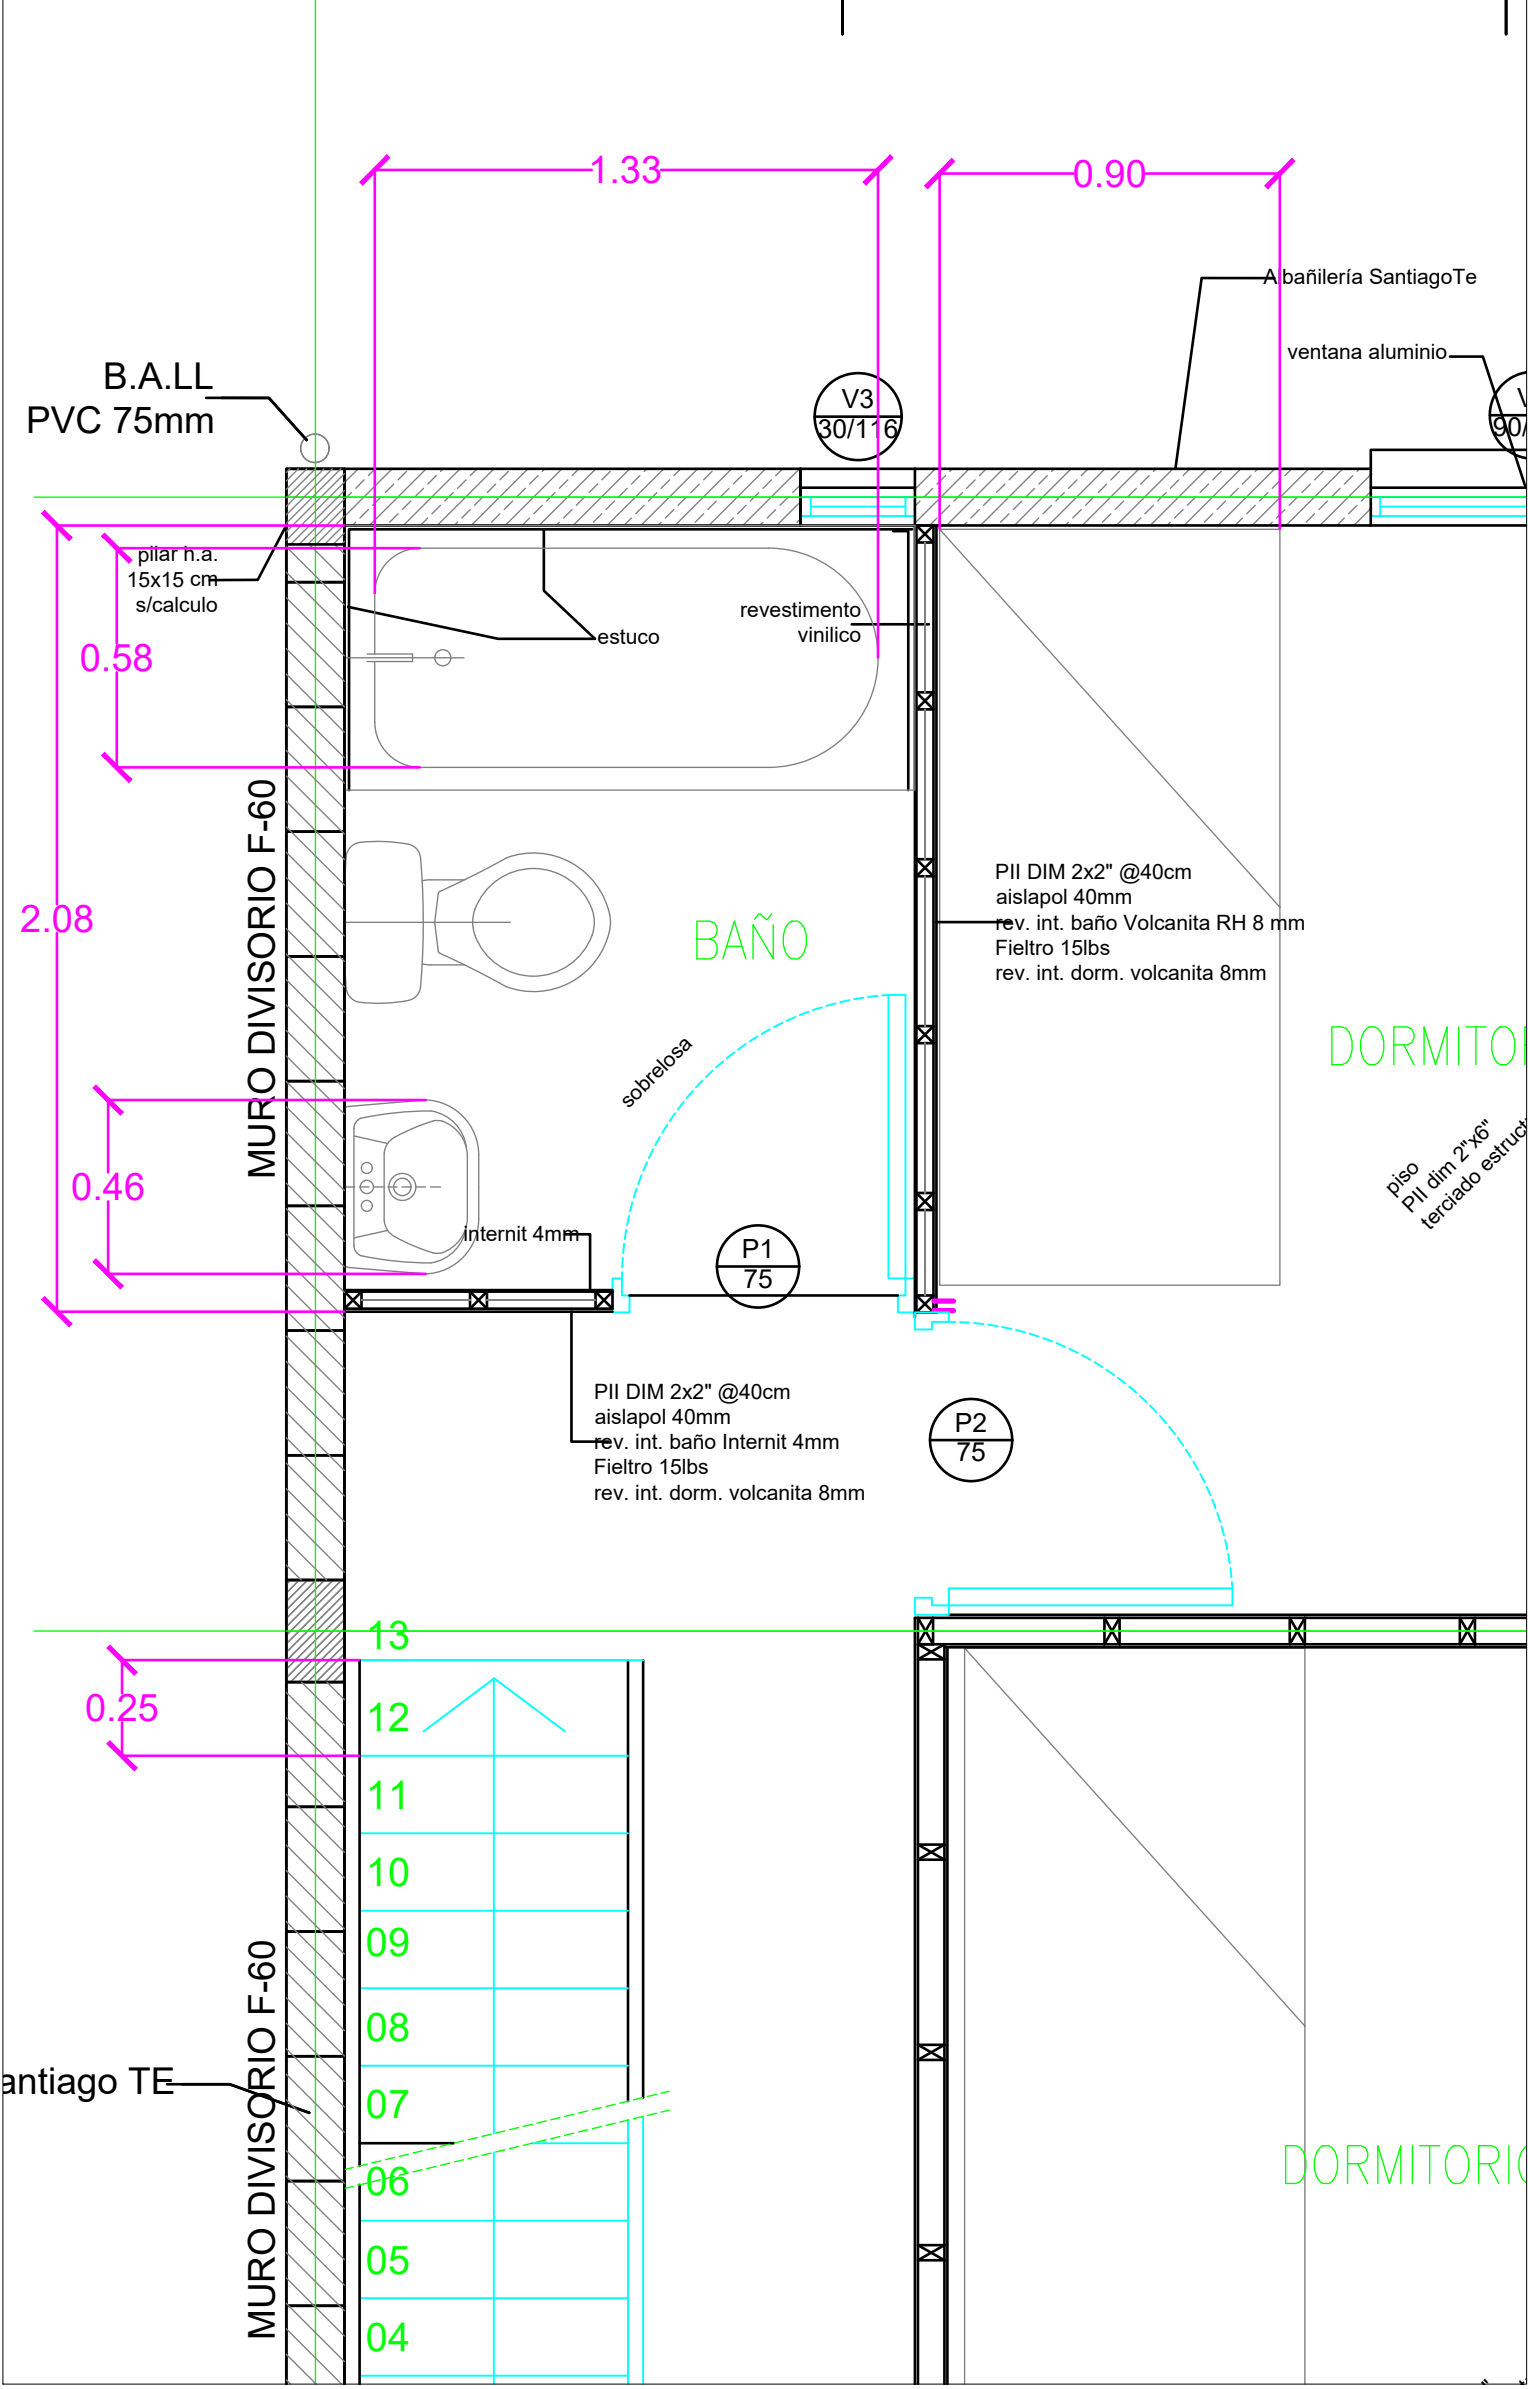 1.33
0.90
Albañilería SantiagoTe
ventana aluminio
B.A.LL
PVC 75mm
V3
30/116
90/
pilar h.a.
15x15 cm
s/calculo
estuco
revestimento
vinilico
0.58
MURO DIVISORIO F-60
2.08
BAÑO
PII DIM 2x2" @40cm
aislapol 40mm
rev. int. baño Volcanita RH 8 mm
Fieltro 15lbs
rev. int. dorm. volcanita 8mm
sobrelosa
0.46
internit 4mm
P1
75
piso
PII dim 2"x6"
PII DIM 2x2" @40cm
aislapol 40mm
rev. int. baño Internit 4mm
Fieltro 15lbs
rev. int. dorm. volcanita 8mm
P2
75
13
0.25
12
11
10
09
08
antiago TE
07
MURO DIVISORIO F-60
06
DORMITORIO
05
04